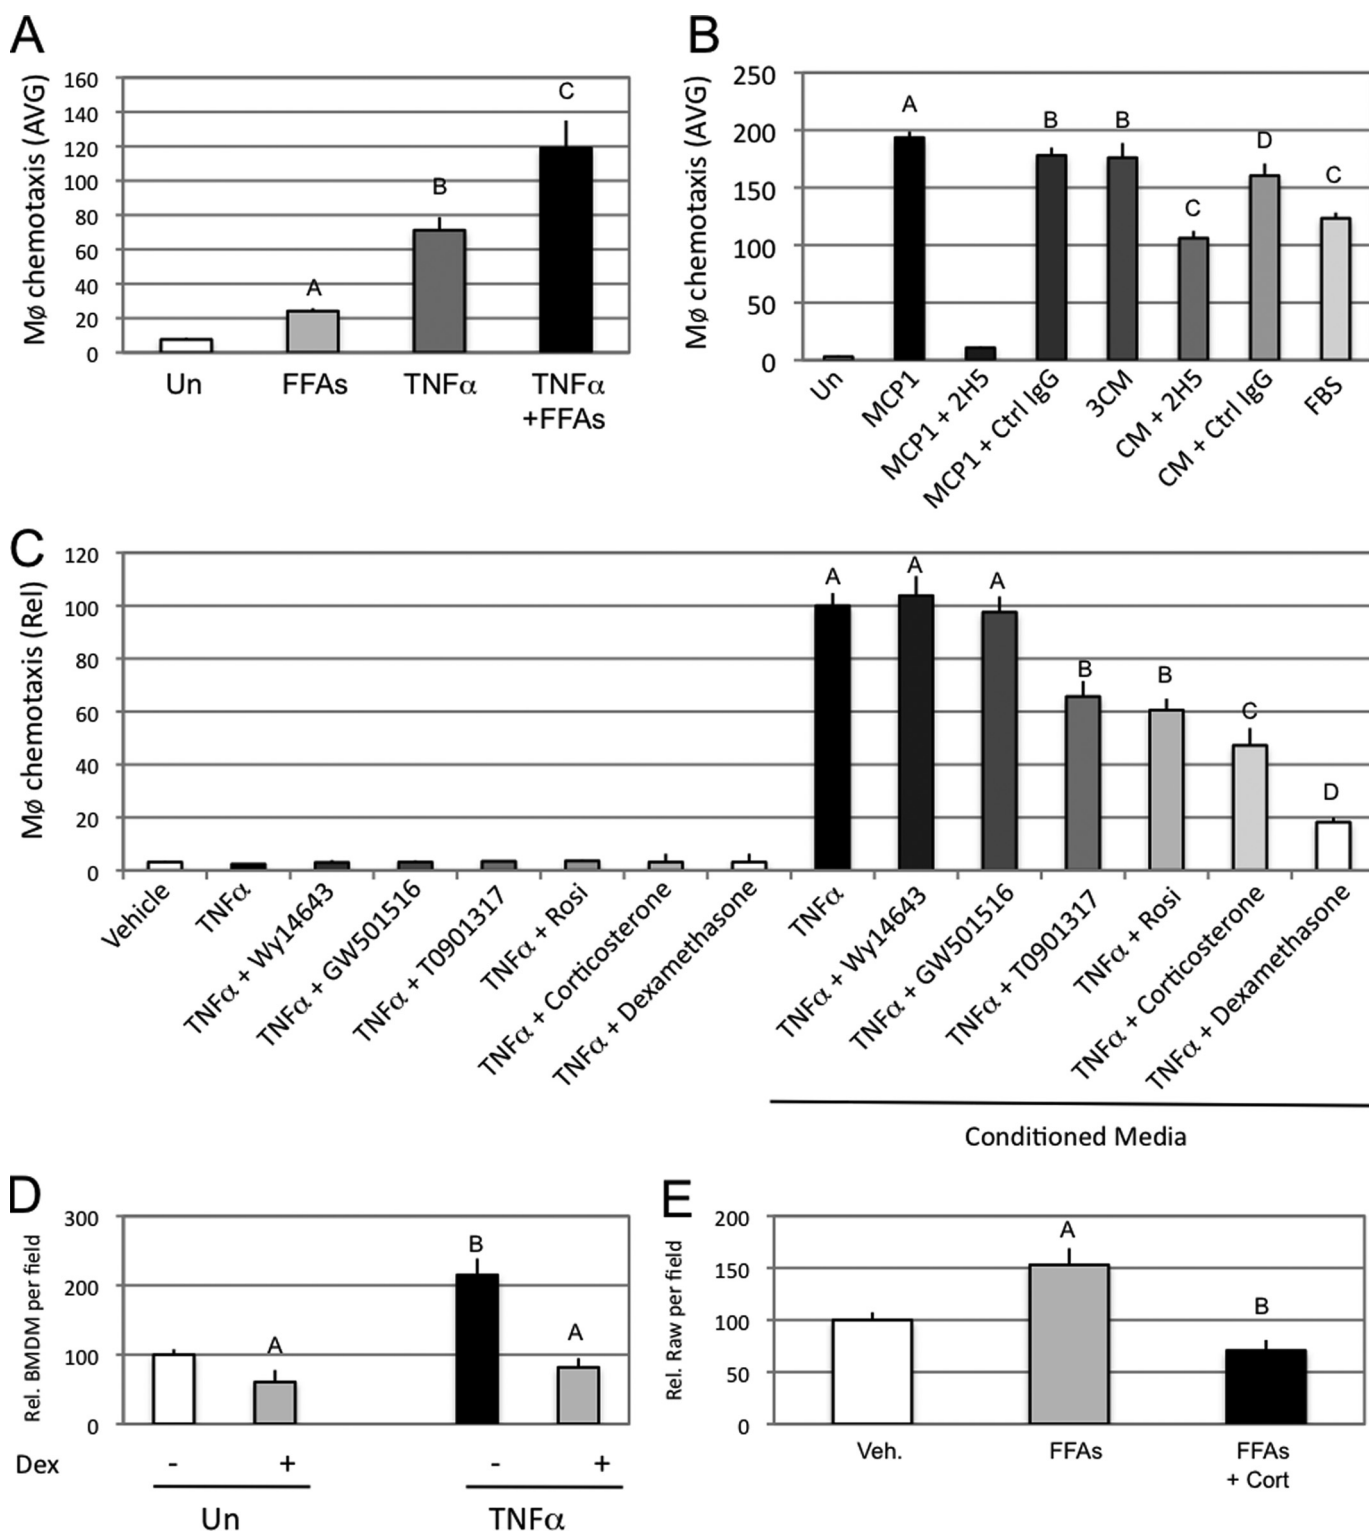 A
Mø chemotaxis (AVG)
160
140
120
100
80
60
40
20
0
A
B
C
Un
FFAs
TNFα
TNFα
+FFAs
B
Mø chemotaxis (AVG)
250
200
150
100
50
0
A
B
B
C
D
C
Un
MCP1
MCP1 + 2H5
MCP1 + Ctrl IgG
3CM
CM + 2H5
CM + Ctrl IgG
FBS
C
Mø chemotaxis (Rel)
120
100
80
60
40
20
0
A
A
A
B
B
C
D
Vehicle
TNFα
TNFα + Wy14643
TNFα + GW501516
TNFα + T0901317
TNFα + Rosi
TNFα + Corticosterone
TNFα + Dexamethasone
TNFα
TNFα + Wy14643
TNFα + GW501516
TNFα + T0901317
TNFα + Rosi
TNFα + Corticosterone
TNFα + Dexamethasone
Conditioned Media
D
Rel. BMDM per field
300
200
100
0
A
B
A
Dex - + - +
Un TNFα
E
Rel. Raw per field
200
150
100
50
0
A
B
Veh.
FFAs
FFAs
+ Cort